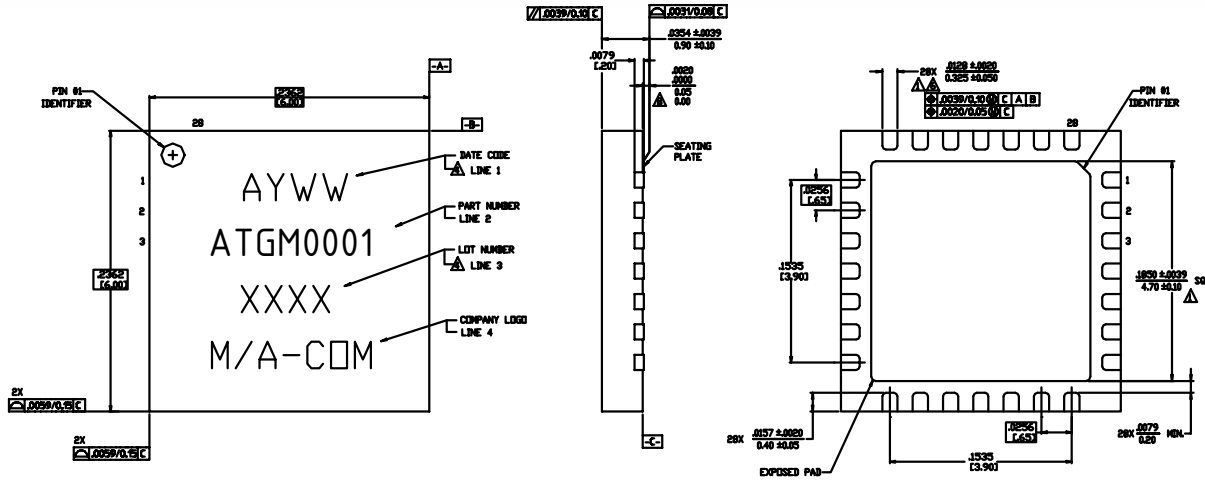 // .0039/0.10 C
⌓ .0031/0.08 C
.0354 ±.0039
0.90 ±0.10
.0079
[.20]
.0020
.0000
0.05
0.00
-A-
.2362
[6.00]
PIN #1
IDENTIFIER
28
-B-
SEATING
PLATE
28X .0128 ±.0020
0.325 ±0.050
⌖ .0039/0.10 Ⓜ C A B
⌖ .0020/0.05 Ⓜ C
PIN #1
IDENTIFIER
28
AYWW
DATE CODE
LINE 1
ATGM0001
PART NUMBER
LINE 2
XXXX
LOT NUMBER
LINE 3
M/A-COM
COMPANY LOGO
LINE 4
1
2
3
.2362
[6.00]
2X
⌓ .0059/0.15 C
2X
⌓ .0059/0.15 C
-C-
.0256
[.65]
.1535
[3.90]
1
2
3
.1850 ±.0039 SQ
4.70 ±0.10
28X .0157 ±.0020
0.40 ±0.05
.0256
[.65]
28X .0079 MIN.
0.20
.1535
[3.90]
EXPOSED PAD